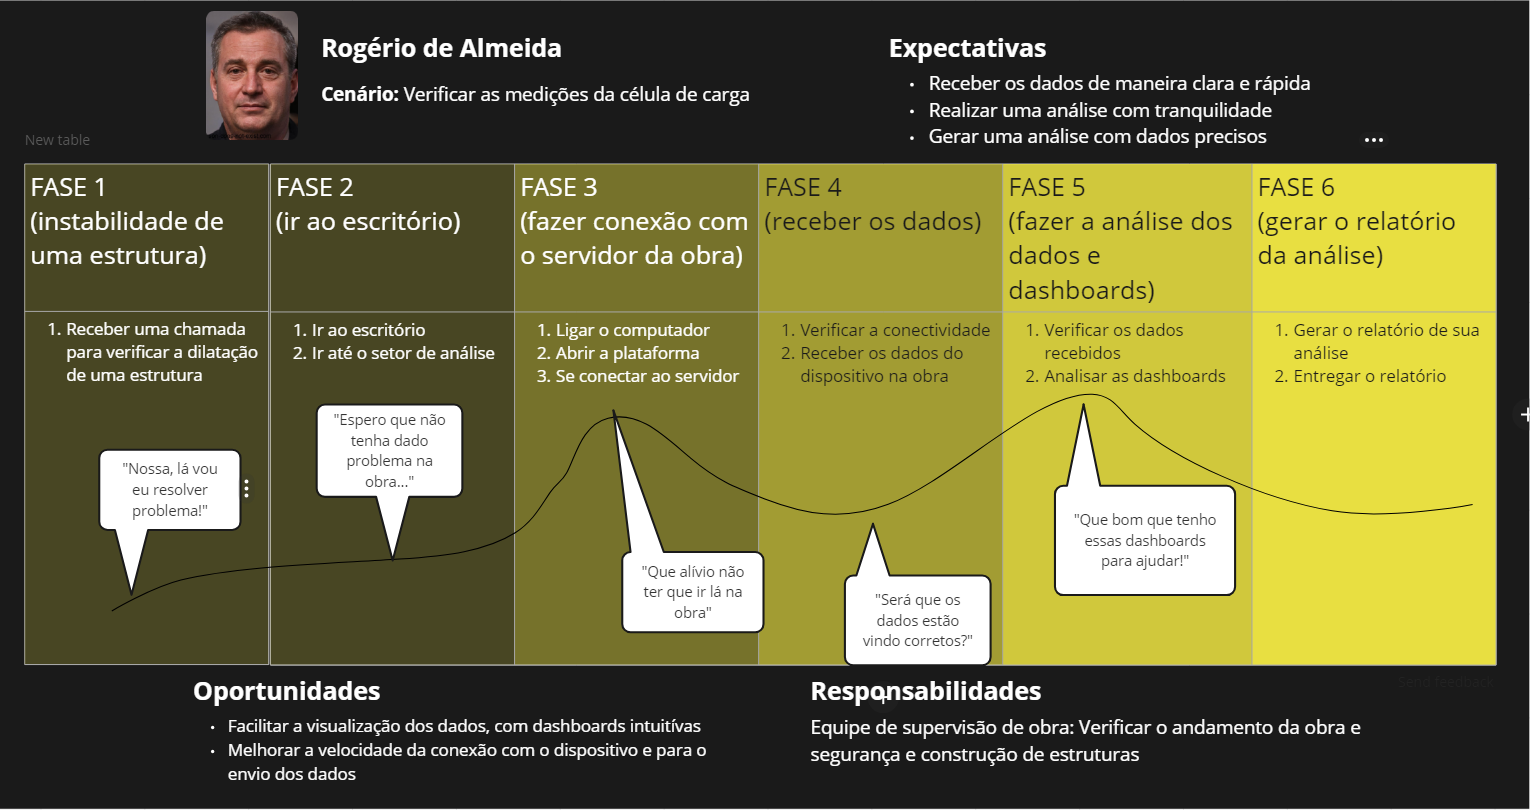 Rogério de Almeida
Cenário: Verificar as medições da célula de carga
Expectativas
• Receber os dados de maneira clara e rápida
• Realizar uma análise com tranquilidade
• Gerar uma análise com dados precisos
New table
FASE 1
(instabilidade de
uma estrutura)
FASE 2
(ir ao escritório)
FASE 3
(fazer conexão com
o servidor da obra)
FASE 4
(receber os dados)
FASE 5
(fazer a análise dos
dados e
dashboards)
FASE 6
(gerar o relatório
da análise)
1. Receber uma chamada
para verificar a dilatação
de uma estrutura
1. Ir ao escritório
2. Ir até o setor de análise
1. Ligar o computador
2. Abrir a plataforma
3. Se conectar ao servidor
1. Verificar a conectividade
2. Receber os dados do
dispositivo na obra
1. Verificar os dados
recebidos
2. Analisar as dashboards
1. Gerar o relatório de sua
análise
2. Entregar o relatório
"Nossa, lá vou
eu resolver
problema!"
"Espero que não
tenha dado
problema na
obra..."
"Que alívio não
ter que ir lá na
obra"
"Será que os
dados estão
vindo corretos?"
"Que bom que tenho
essas dashboards
para ajudar!"
Send feedback
Oportunidades
• Facilitar a visualização dos dados, com dashboards intuitívas
• Melhorar a velocidade da conexão com o dispositivo e para o
envio dos dados
Responsabilidades
Equipe de supervisão de obra: Verificar o andamento da obra e
segurança e construção de estruturas